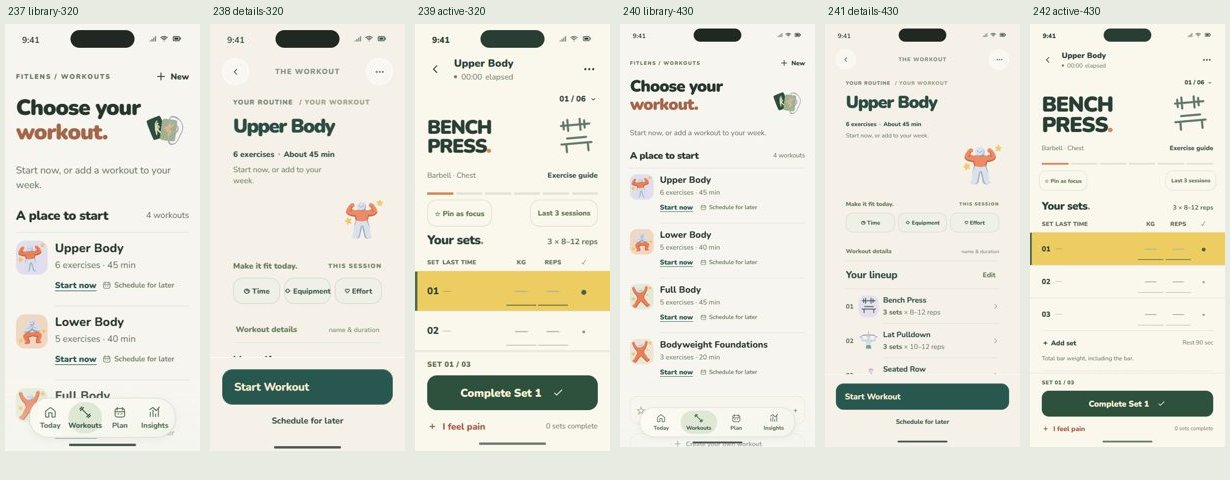 237 library-320
9:41
FITLENS / WORKOUTS
+ New
Choose your
workout.
Start now, or add a workout to your
week.
A place to start
4 workouts
Upper Body
6 exercises · 45 min
Start now
Schedule for later
Lower Body
5 exercises · 40 min
Start now
Schedule for later
Full Body
Today
Workouts
Plan
Insights
238 details-320
9:41
THE WORKOUT
YOUR ROUTINE / YOUR WORKOUT
Upper Body
6 exercises · About 45 min
Start now, or add to your
week.
Make it fit today.
THIS SESSION
Time
Equipment
Effort
Workout details
name & duration
Start Workout
Schedule for later
239 active-320
9:41
Upper Body
• 00:00 elapsed
01 / 06
BENCH
PRESS.
Barbell · Chest
Exercise guide
Pin as focus
Last 3 sessions
Your sets.
3 × 8–12 reps
SET LAST TIME KG REPS ✓
01 —
02 —
SET 01 / 03
Complete Set 1 ✓
+ I feel pain
0 sets complete
240 library-430
9:41
FITLENS / WORKOUTS
+ New
Choose your
workout.
Start now, or add a workout to your week.
A place to start
4 workouts
Upper Body
6 exercises · 45 min
Start now
Schedule for later
Lower Body
5 exercises · 40 min
Start now
Schedule for later
Full Body
5 exercises · 45 min
Start now
Schedule for later
Bodyweight Foundations
3 exercises · 20 min
Start now
Schedule for later
Today
Workouts
Plan
Insights
+ Create your own workout
241 details-430
9:41
THE WORKOUT
YOUR ROUTINE / YOUR WORKOUT
Upper Body
6 exercises · About 45 min
Start now, or add to your week.
Make it fit today.
THIS SESSION
Time
Equipment
Effort
Workout details
name & duration
Your lineup
Edit
01
Bench Press
3 sets × 8–12 reps
02
Lat Pulldown
3 sets × 10–12 reps
Seated Row
Start Workout
Schedule for later
242 active-430
9:41
Upper Body
• 00:00 elapsed
01 / 06
BENCH
PRESS.
Barbell · Chest
Exercise guide
Pin as focus
Last 3 sessions
Your sets.
3 × 8–12 reps
SET LAST TIME KG REPS ✓
01 —
02 —
03 —
+ Add set
Rest 90 sec
Total bar weight, including the bar.
SET 01 / 03
Complete Set 1 ✓
+ I feel pain
0 sets complete